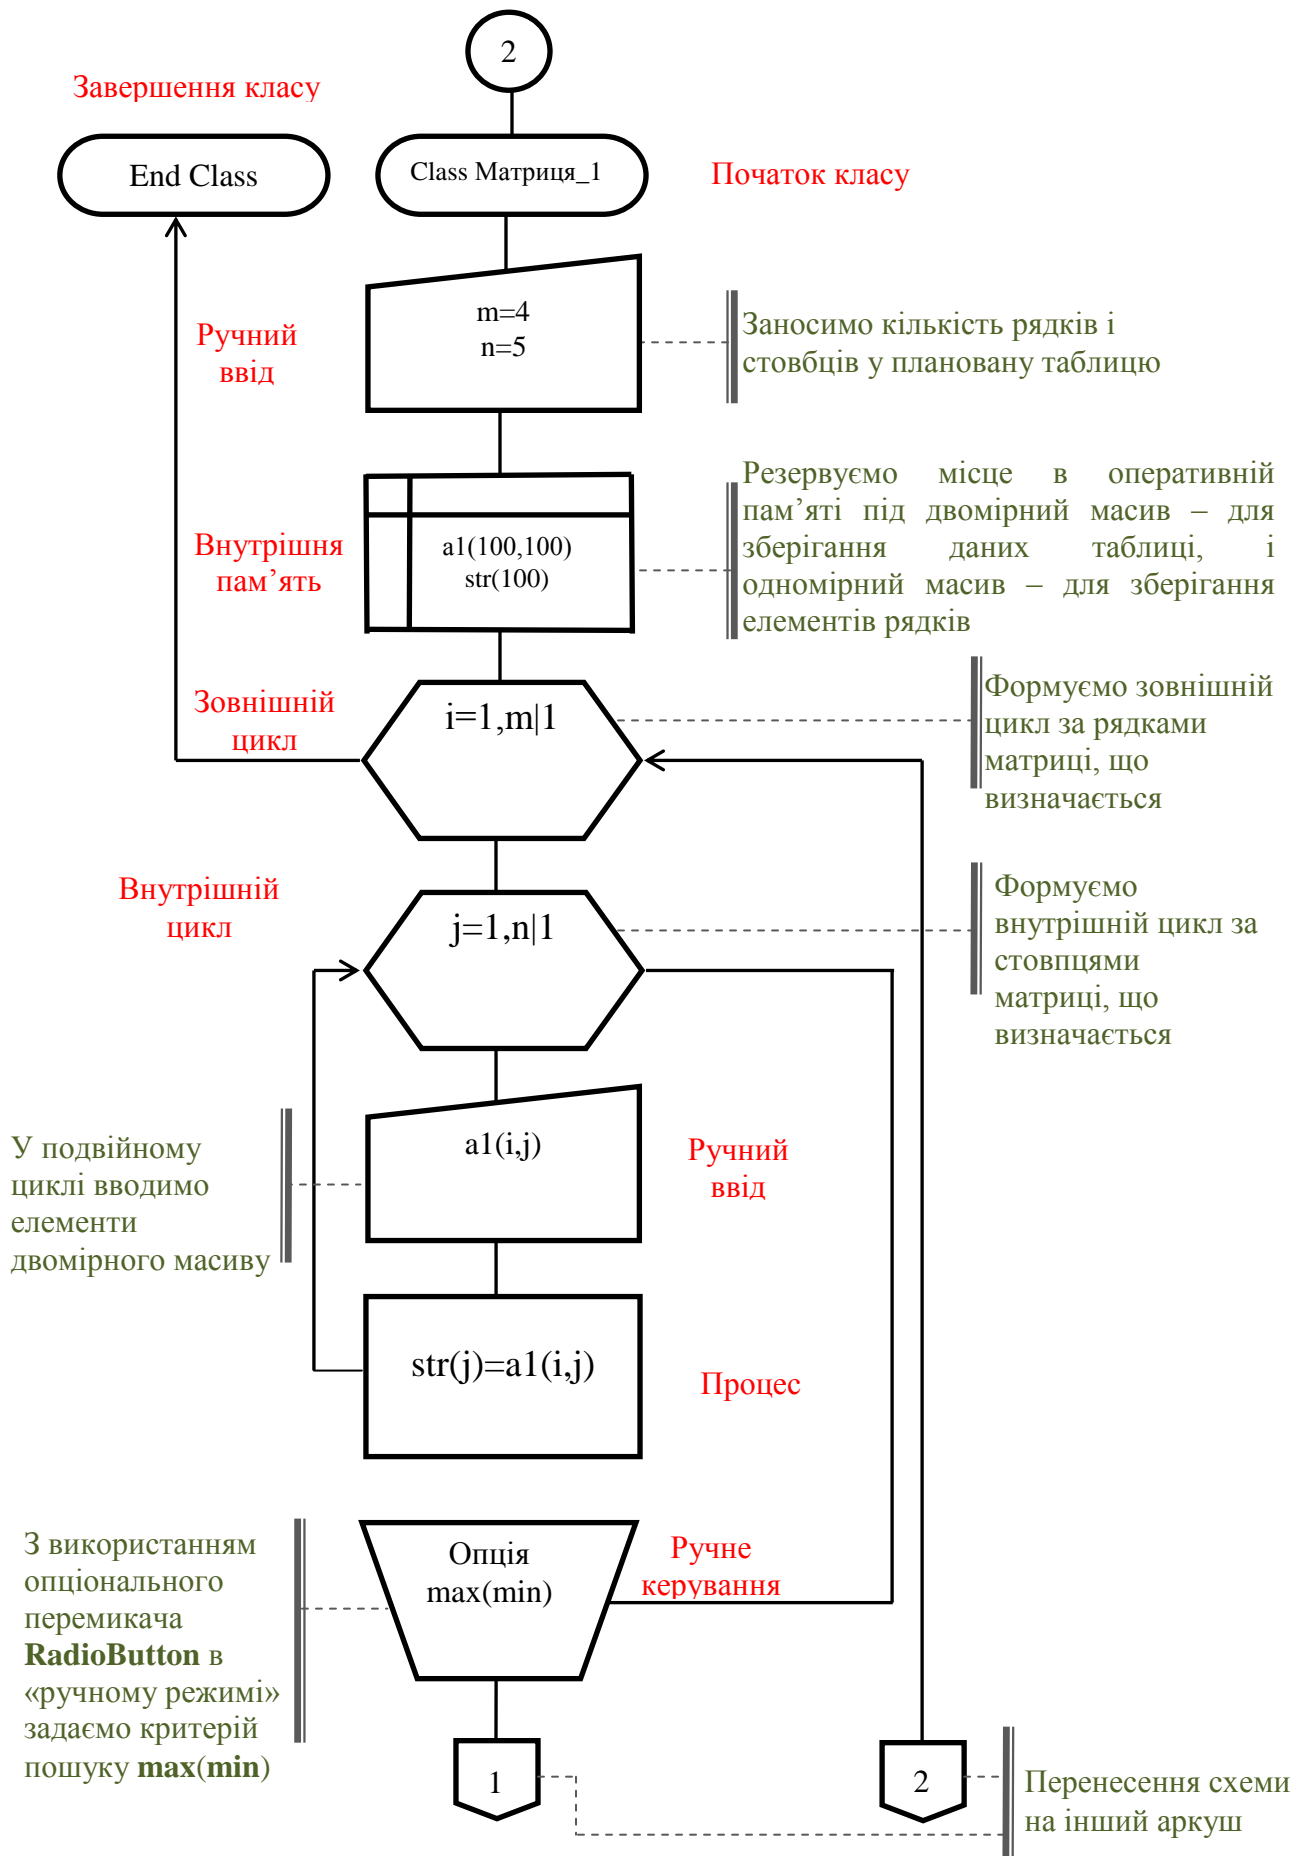 2
Завершення класу
End Class
Class Матриця_1
Початок класу
m=4
n=5
Ручний
ввід
Заносимо кількість рядків і
стовбців у плановану таблицю
Резервуємо місце в оперативній
пам’яті під двомірний масив – для
зберігання даних таблиці, і
одномірний масив – для зберігання
елементів рядків
Внутрішня
пам’ять
a1(100,100)
str(100)
Зовнішній
цикл
i=1,m|1
Формуємо зовнішній
цикл за рядками
матриці, що
визначається
Внутрішній
цикл
j=1,n|1
Формуємо
внутрішній цикл за
стовпцями
матриці, що
визначається
У подвійному
циклі вводимо
елементи
двомірного масиву
a1(i,j)
Ручний
ввід
str(j)=a1(i,j)
Процес
З використанням
опціонального
перемикача
RadioButton в
«ручному режимі»
задаємо критерій
пошуку max(min)
Опція
max(min)
Ручне
керування
1
2
Перенесення схеми
на інший аркуш